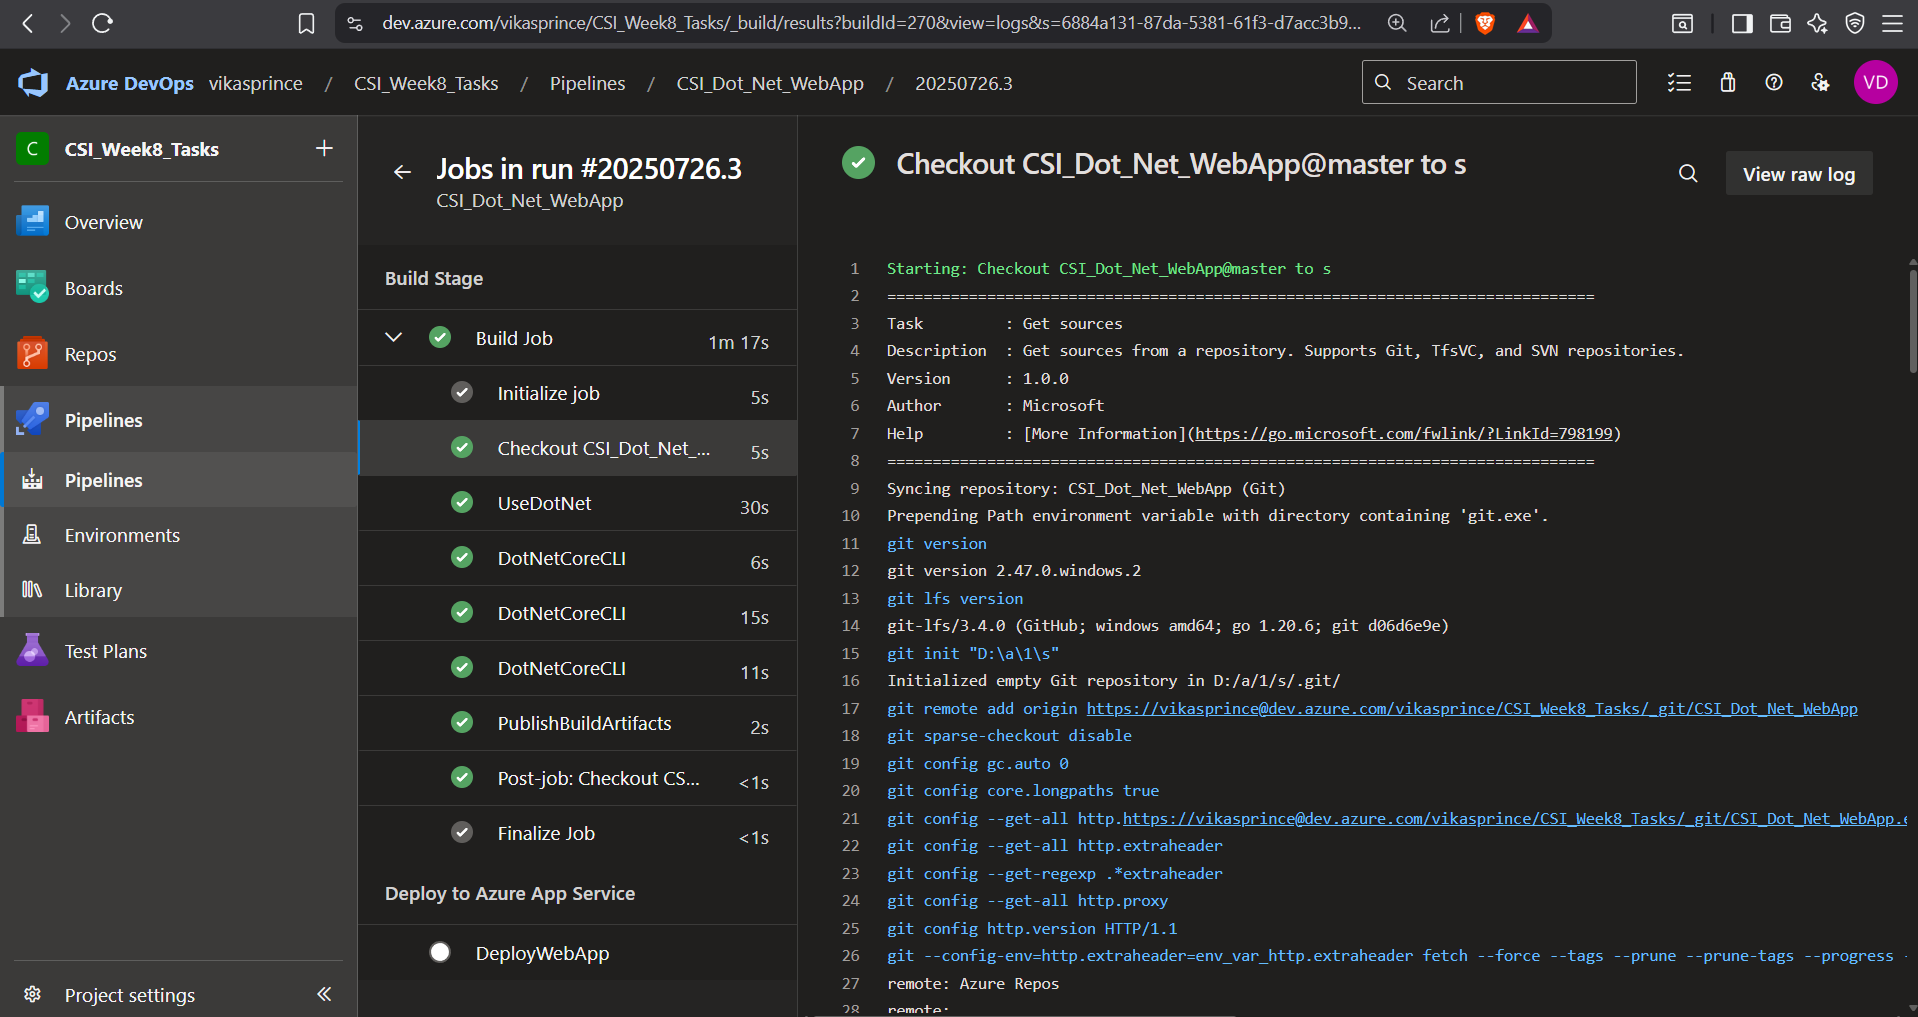 dev.azure.com/vikasprince/CSI_Week8_Tasks/_build/results?buildId=270&view=logs&s=6884a131-87da-5381-61f3-d7acc3b9...
Azure DevOps vikasprince / CSI_Week8_Tasks / Pipelines / CSI_Dot_Net_WebApp / 20250726.3
Search
VD
C CSI_Week8_Tasks +
Overview
Boards
Repos
Pipelines
Pipelines
Environments
Library
Test Plans
Artifacts
Project settings
Jobs in run #20250726.3
CSI_Dot_Net_WebApp
Build Stage
Build Job 1m 17s
Initialize job 5s
Checkout CSI_Dot_Net_... 5s
UseDotNet 30s
DotNetCoreCLI 6s
DotNetCoreCLI 15s
DotNetCoreCLI 11s
PublishBuildArtifacts 2s
Post-job: Checkout CS... <1s
Finalize Job <1s
Deploy to Azure App Service
DeployWebApp
Checkout CSI_Dot_Net_WebApp@master to s
View raw log
1 Starting: Checkout CSI_Dot_Net_WebApp@master to s
2 ==============================================================================
3 Task         : Get sources
4 Description  : Get sources from a repository. Supports Git, TfsVC, and SVN repositories.
5 Version      : 1.0.0
6 Author       : Microsoft
7 Help         : [More Information](https://go.microsoft.com/fwlink/?LinkId=798199)
8 ==============================================================================
9 Syncing repository: CSI_Dot_Net_WebApp (Git)
10 Prepending Path environment variable with directory containing 'git.exe'.
11 git version
12 git version 2.47.0.windows.2
13 git lfs version
14 git-lfs/3.4.0 (GitHub; windows amd64; go 1.20.6; git d06d6e9e)
15 git init "D:\a\1\s"
16 Initialized empty Git repository in D:/a/1/s/.git/
17 git remote add origin https://vikasprince@dev.azure.com/vikasprince/CSI_Week8_Tasks/_git/CSI_Dot_Net_WebApp
18 git sparse-checkout disable
19 git config gc.auto 0
20 git config core.longpaths true
21 git config --get-all http.https://vikasprince@dev.azure.com/vikasprince/CSI_Week8_Tasks/_git/CSI_Dot_Net_WebApp.e
22 git config --get-all http.extraheader
23 git config --get-regexp .*extraheader
24 git config --get-all http.proxy
25 git config http.version HTTP/1.1
26 git --config-env=http.extraheader=env_var_http.extraheader fetch --force --tags --prune --prune-tags --progress -
27 remote: Azure Repos
28 remote: